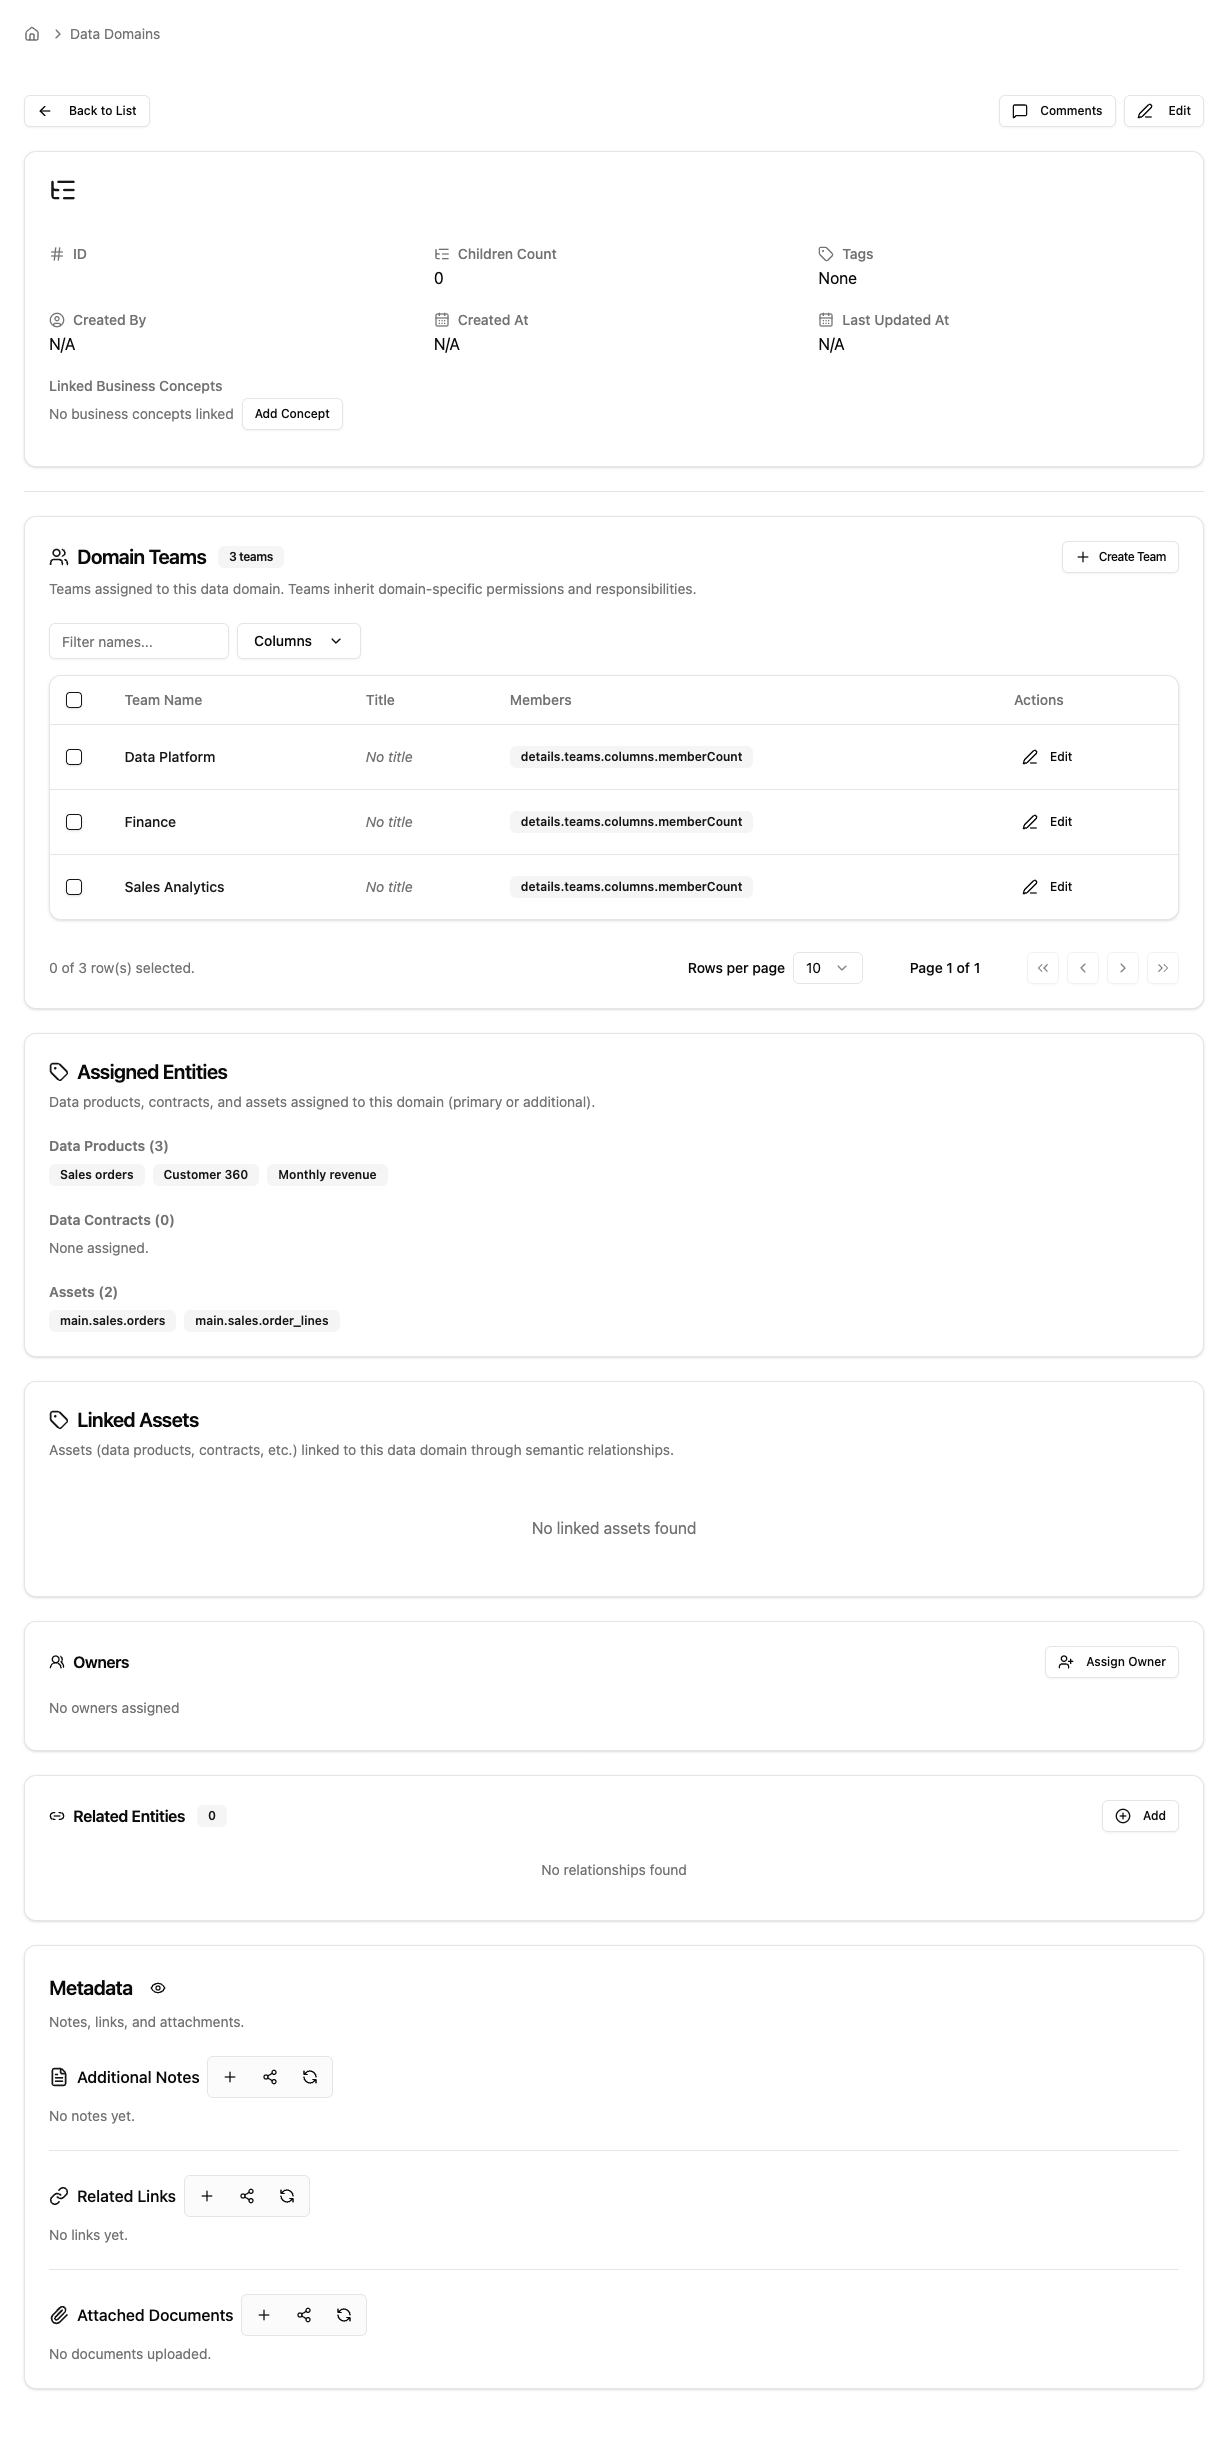 Data Domains
Back to List
Comments
Edit
ID
Children Count
Tags
0
None
Created By
Created At
Last Updated At
N/A
N/A
N/A
Linked Business Concepts
No business concepts linked
Add Concept
Domain Teams
3 teams
Create Team
Teams assigned to this data domain. Teams inherit domain-specific permissions and responsibilities.
Filter names...
Columns
Team Name
Title
Members
Actions
Data Platform
No title
details.teams.columns.memberCount
Edit
Finance
No title
details.teams.columns.memberCount
Edit
Sales Analytics
No title
details.teams.columns.memberCount
Edit
0 of 3 row(s) selected.
Rows per page
10
Page 1 of 1
Assigned Entities
Data products, contracts, and assets assigned to this domain (primary or additional).
Data Products (3)
Sales orders
Customer 360
Monthly revenue
Data Contracts (0)
None assigned.
Assets (2)
main.sales.orders
main.sales.order_lines
Linked Assets
Assets (data products, contracts, etc.) linked to this data domain through semantic relationships.
No linked assets found
Owners
Assign Owner
No owners assigned
Related Entities
0
Add
No relationships found
Metadata
Notes, links, and attachments.
Additional Notes
No notes yet.
Related Links
No links yet.
Attached Documents
No documents uploaded.